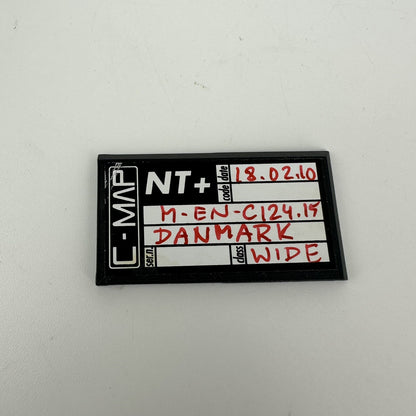 C-MAP
NT+
date 18.02.10
code
M-EN-C124.15
DANMARK
ser.n.
class WIDE